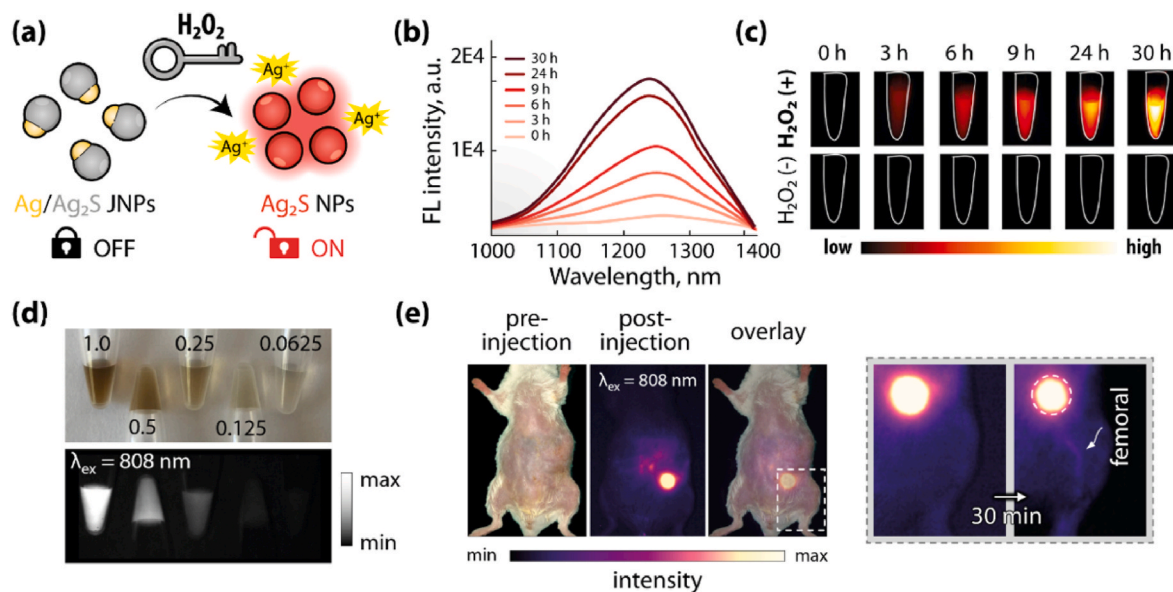 (a)
H₂O₂
Ag⁺
Ag⁺
Ag⁺
Ag/Ag₂S JNPs
Ag₂S NPs
OFF
ON
(b)
FL intensity, a.u.
2E4
1E4
30 h
24 h
9 h
6 h
3 h
0 h
1000 1100 1200 1300 1400
Wavelength, nm
(c)
0 h 3 h 6 h 9 h 24 h 30 h
H₂O₂ (+)
H₂O₂ (-)
low high
(d)
1.0 0.25 0.0625
0.5 0.125
λex = 808 nm
max
min
(e)
pre-
injection
post-
injection
overlay
λex = 808 nm
min max
intensity
femoral
30 min